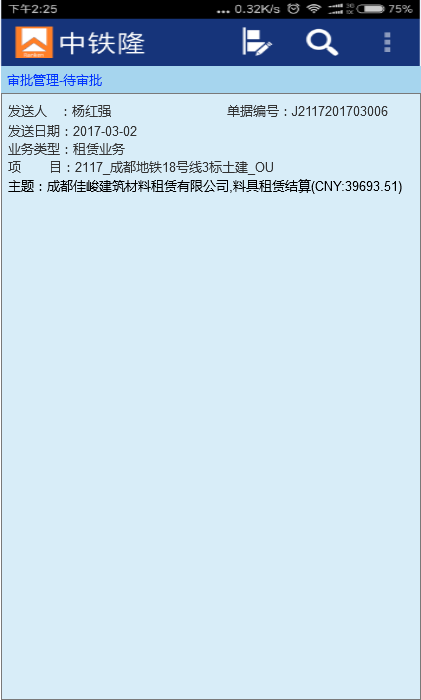 下午2:25 ... 0.32K/s 75%
中铁隆
审批管理-待审批
发送人 ：杨红强 单据编号：J2117201703006
发送日期：2017-03-02
业务类型：租赁业务
项 目：2117_成都地铁18号线3标土建_OU
主题：成都佳峻建筑材料租赁有限公司,料具租赁结算(CNY:39693.51)